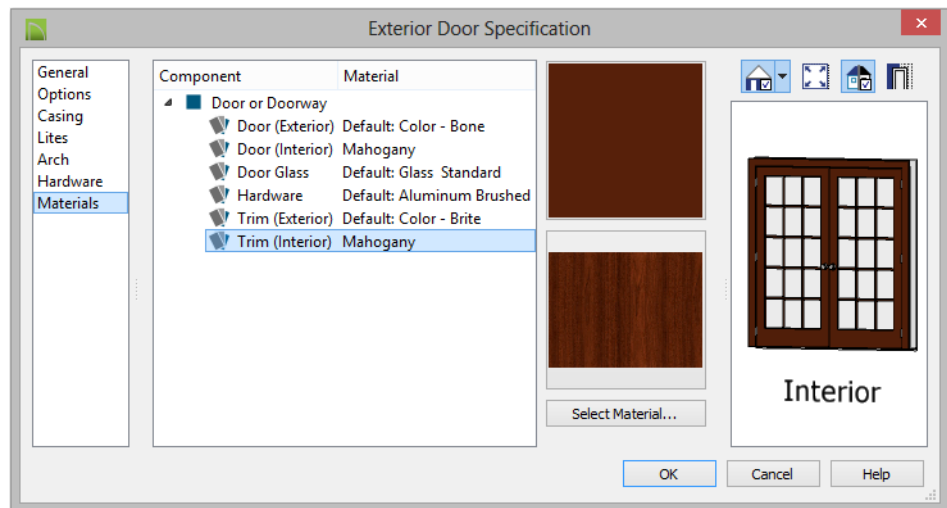 Exterior Door Specification
General
Options
Casing
Lites
Arch
Hardware
Materials
Component Material
Door or Doorway
Door (Exterior) Default: Color - Bone
Door (Interior) Mahogany
Door Glass Default: Glass Standard
Hardware Default: Aluminum Brushed
Trim (Exterior) Default: Color - Brite
Trim (Interior) Mahogany
Select Material...
Interior
OK Cancel Help